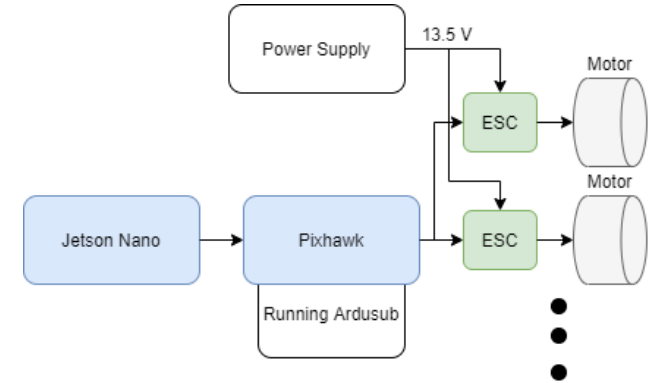 Power Supply
13.5 V
Motor
ESC
Motor
Jetson Nano
Pixhawk
ESC
Running Ardusub